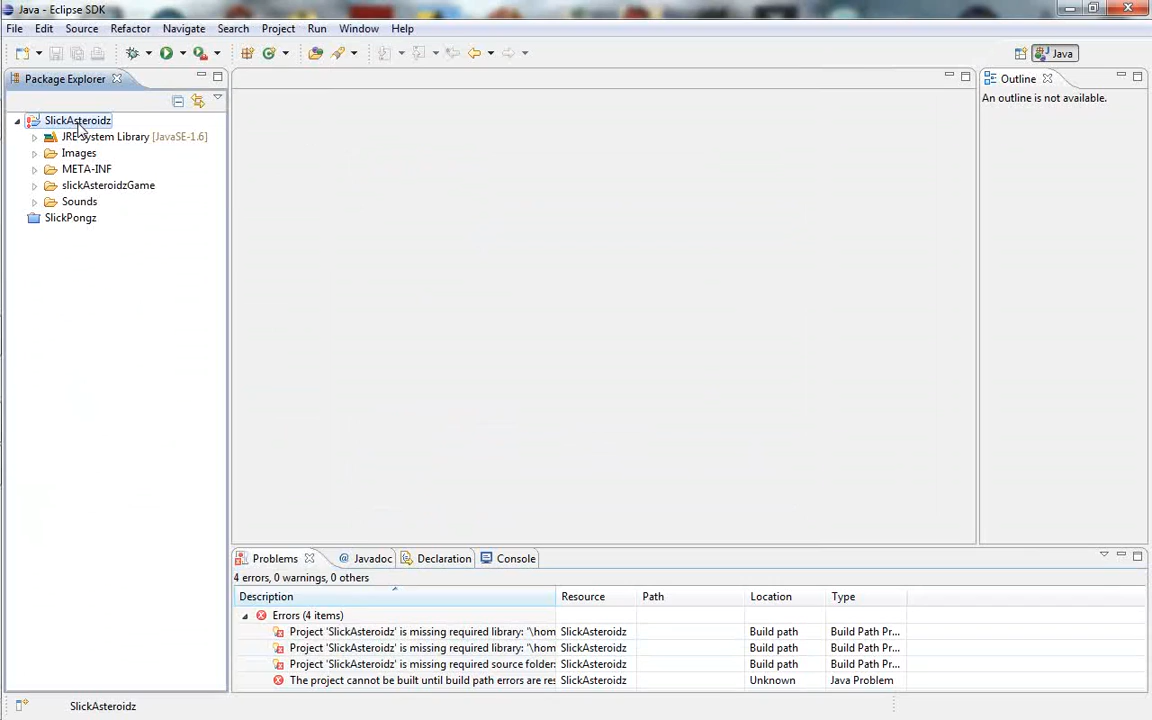 Java - Eclipse SDK
File Edit Source Refactor Navigate Search Project Run Window Help
Java
Package Explorer
Outline
An outline is not available.
SlickAsteroidz
JRE System Library [JavaSE-1.6]
Images
META-INF
slickAsteroidzGame
Sounds
SlickPongz
Problems @ Javadoc Declaration Console
4 errors, 0 warnings, 0 others
Description Resource Path Location Type
Errors (4 items)
Project 'SlickAsteroidz' is missing required library: '\hom SlickAsteroidz Build path Build Path Pr...
Project 'SlickAsteroidz' is missing required library: '\hom SlickAsteroidz Build path Build Path Pr...
Project 'SlickAsteroidz' is missing required source folder: SlickAsteroidz Build path Build Path Pr...
The project cannot be built until build path errors are res SlickAsteroidz Unknown Java Problem
SlickAsteroidz